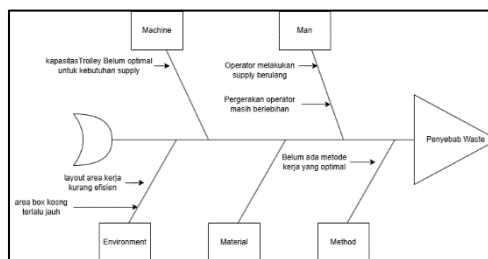 Machine
Man
kapasitasTrolley Belum optimal
untuk kebutuhan supply
Operator melakukan
supply berulang
Pergerakan operator
masih berlebihan
Penyebab Waste
Belum ada metode
kerja yang optimal
layout area kerja
kurang efisien
area box kosng
terlalu jauh
Environment
Material
Method